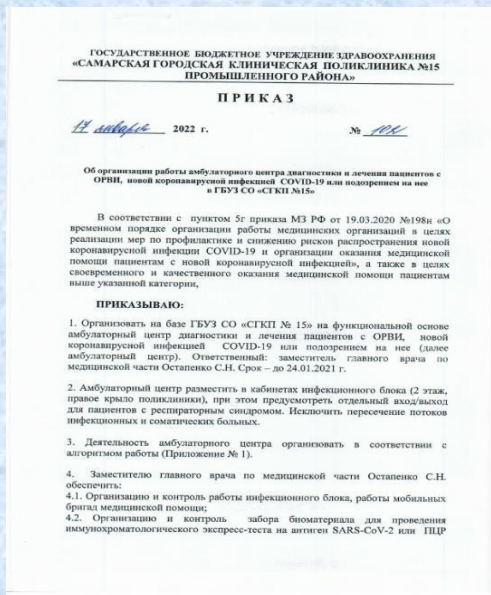 ГОСУДАРСТВЕННОЕ БЮДЖЕТНОЕ УЧРЕЖДЕНИЕ ЗДРАВООХРАНЕНИЯ
«САМАРСКАЯ ГОРОДСКАЯ КЛИНИЧЕСКАЯ ПОЛИКЛИНИКА №15
ПРОМЫШЛЕННОГО РАЙОНА»
ПРИКАЗ
17 января 2022 г. №
Об организации работы амбулаторного центра диагностики и лечения пациентов с
ОРВИ, новой коронавирусной инфекцией COVID-19 или подозрением на нее
в ГБУЗ СО «СГКП №15»
В соответствии с пунктом 5г приказа МЗ РФ от 19.03.2020 №198н «О
временном порядке организации работы медицинских организаций в целях
реализации мер по профилактике и снижению рисков распространения новой
коронавирусной инфекции COVID-19 и организации оказания медицинской
помощи пациентам с новой коронавирусной инфекцией», а также в целях
своевременного и качественного оказания медицинской помощи пациентам
выше указанной категории,
ПРИКАЗЫВАЮ:
1. Организовать на базе ГБУЗ СО «СГКП № 15» на функциональной основе
амбулаторный центр диагностики и лечения пациентов с ОРВИ, новой
коронавирусной инфекцией COVID-19 или подозрением на нее (далее
амбулаторный центр). Ответственный: заместитель главного врача по
медицинской части Остапенко С.Н. Срок – до 24.01.2021 г.
2. Амбулаторный центр разместить в кабинетах инфекционного блока (2 этаж,
правое крыло поликлиники), при этом предусмотреть отдельный вход/выход
для пациентов с респираторным синдромом. Исключить пересечение потоков
инфекционных и соматических больных.
3. Деятельность амбулаторного центра организовать в соответствии с
алгоритмом работы (Приложение № 1).
4. Заместителю главного врача по медицинской части Остапенко С.Н.
обеспечить:
4.1. Организацию и контроль работы инфекционного блока, работы мобильных
бригад медицинской помощи;
4.2. Организацию и контроль забора биоматериала для проведения
иммунохроматологического экспресс-теста на антиген SARS-CoV-2 или ПЦР